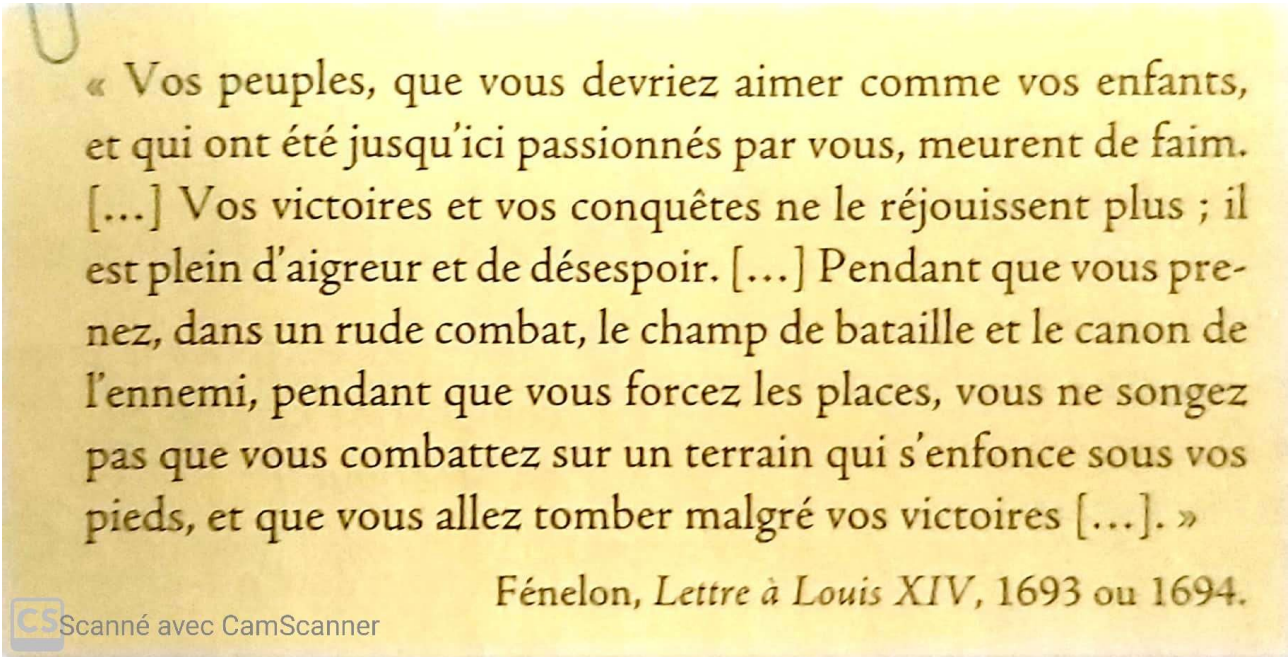 « Vos peuples, que vous devriez aimer comme vos enfants,
et qui ont été jusqu'ici passionnés par vous, meurent de faim.
[...] Vos victoires et vos conquêtes ne le réjouissent plus ; il
est plein d'aigreur et de désespoir. [...] Pendant que vous pre-
nez, dans un rude combat, le champ de bataille et le canon de
l'ennemi, pendant que vous forcez les places, vous ne songez
pas que vous combattez sur un terrain qui s'enfonce sous vos
pieds, et que vous allez tomber malgré vos victoires [...]. »
Fénelon, Lettre à Louis XIV, 1693 ou 1694.
CS Scanné avec CamScanner